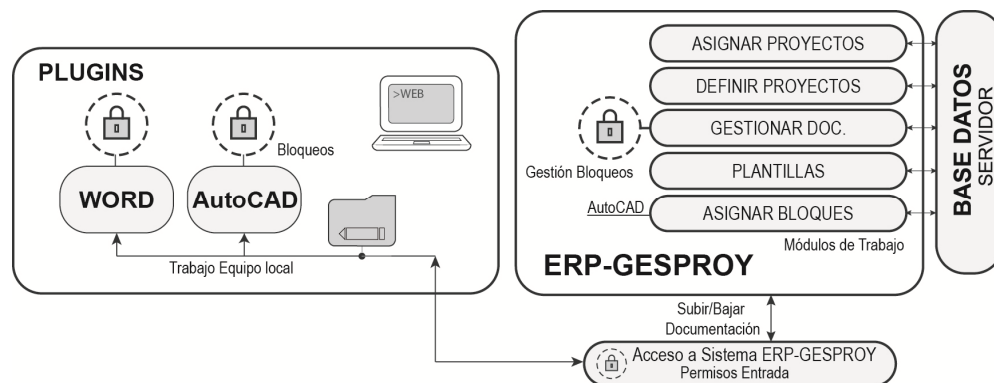 PLUGINS
>WEB
Bloqueos
WORD
AutoCAD
Trabajo Equipo local
ASIGNAR PROYECTOS
DEFINIR PROYECTOS
GESTIONAR DOC.
Gestión Bloqueos
PLANTILLAS
AutoCAD
ASIGNAR BLOQUES
Módulos de Trabajo
ERP-GESPROY
BASE DATOS
SERVIDOR
Subir/Bajar
Documentación
Acceso a Sistema ERP-GESPROY
Permisos Entrada